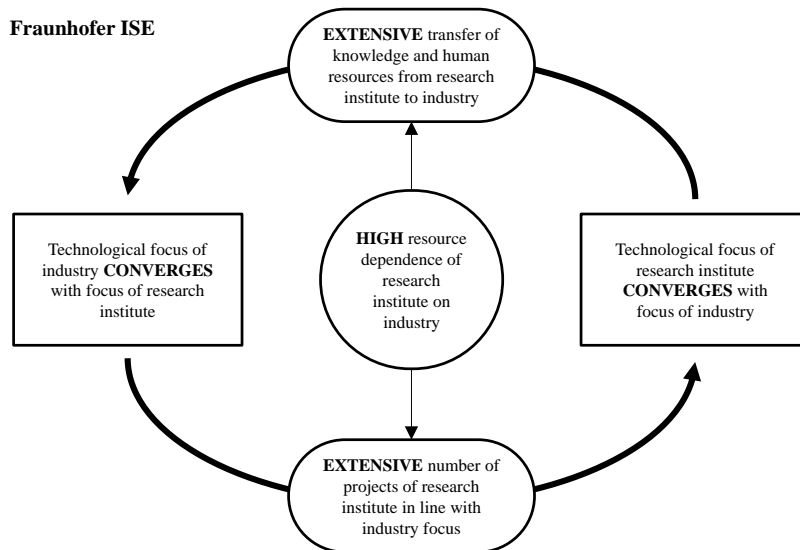 Fraunhofer ISE
EXTENSIVE transfer of
knowledge and human
resources from research
institute to industry
Technological focus of
industry CONVERGES
with focus of research
institute
HIGH resource
dependence of
research
institute on
industry
Technological focus of
research institute
CONVERGES with
focus of industry
EXTENSIVE number of
projects of research
institute in line with
industry focus